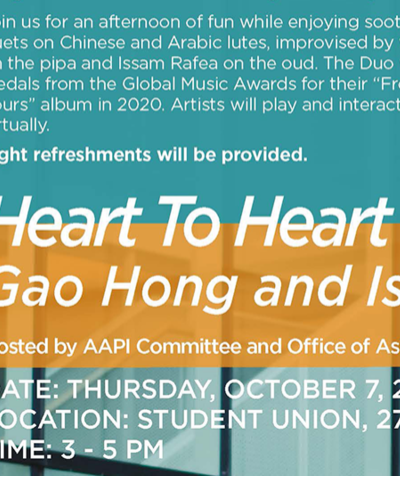 in us for an afternoon of fun while enjoying soot
uets on Chinese and Arabic lutes, improvised by
the pipa and Issam Rafea on the oud. The Duo
edals from the Global Music Awards for their “Fr
ours” album in 2020. Artists will play and interact
rtually.
ght refreshments will be provided.
Heart To Heart
Gao Hong and Is
osted by AAPI Committee and Office of As
ATE: THURSDAY, OCTOBER 7, 2
OCATION: STUDENT UNION, 27
IME: 3 - 5 PM